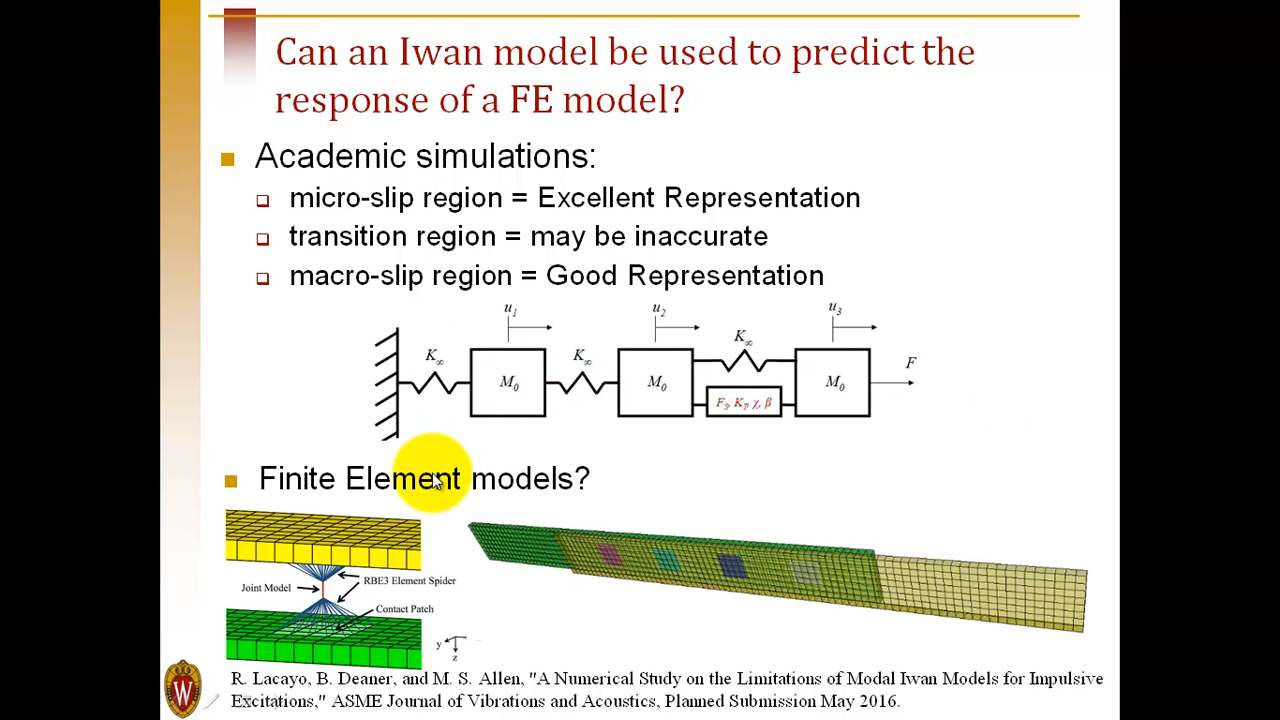 Can an Iwan model be used to predict the
response of a FE model?
Academic simulations:
micro-slip region = Excellent Representation
transition region = may be inaccurate
macro-slip region = Good Representation
u1 u2 u3
K∞ K∞ K∞ F
M0 M0 M0
FS, KT, χ, β
Finite Element models?
Joint Model
RBE3 Element Spider
Contact Patch
y
z
W
R. Lacayo, B. Deaner, and M. S. Allen, "A Numerical Study on the Limitations of Modal Iwan Models for Impulsive
Excitations," ASME Journal of Vibrations and Acoustics, Planned Submission May 2016.